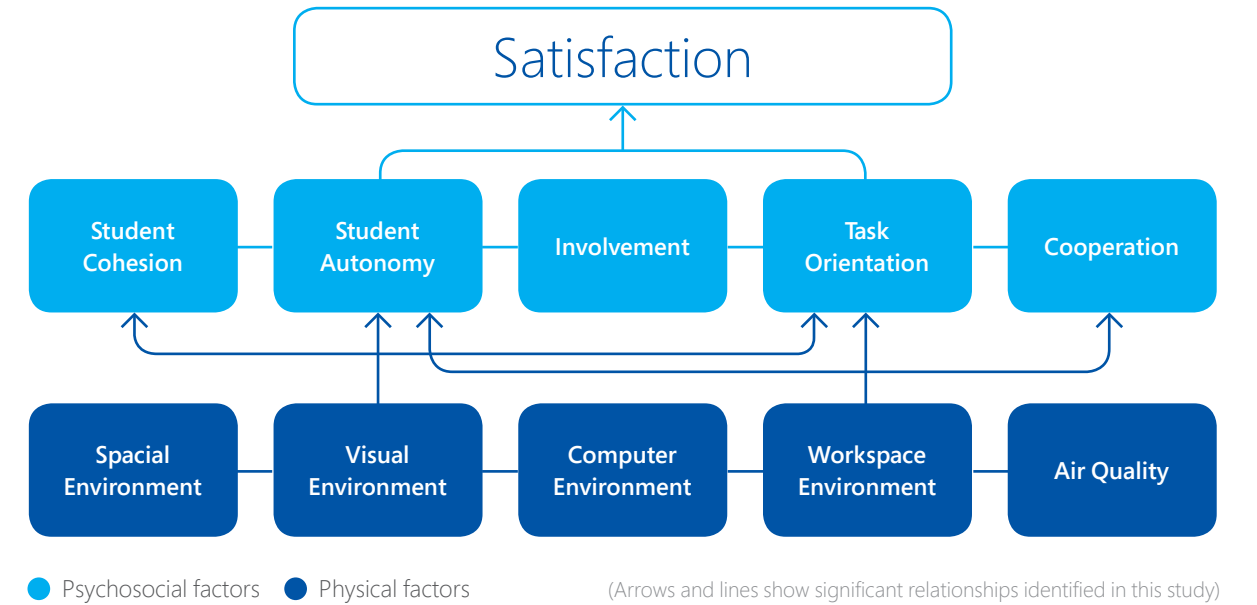 Satisfaction
Student
Cohesion
Student
Autonomy
Involvement
Task
Orientation
Cooperation
Spacial
Environment
Visual
Environment
Computer
Environment
Workspace
Environment
Air Quality
Psychosocial factors
Physical factors
(Arrows and lines show significant relationships identified in this study)